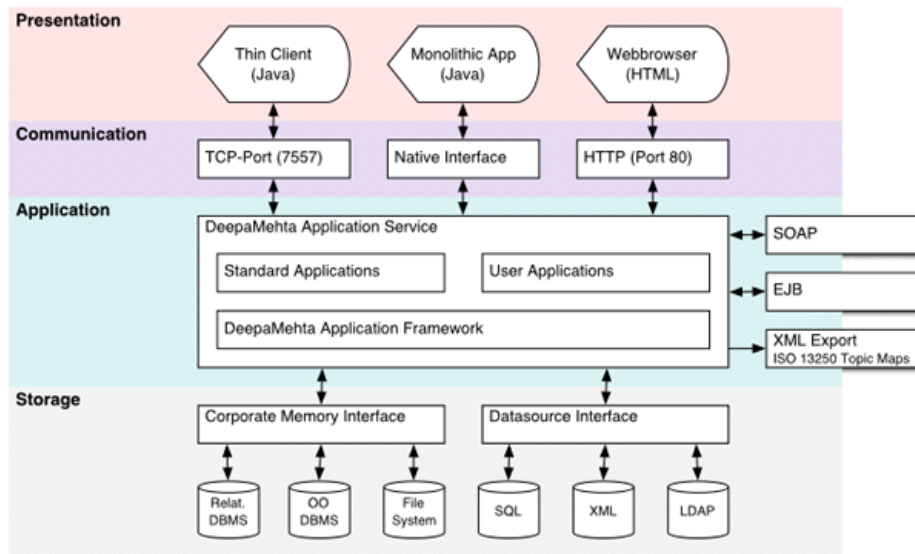 Presentation
Thin Client
(Java)
Monolithic App
(Java)
Webbrowser
(HTML)
Communication
TCP-Port (7557)
Native Interface
HTTP (Port 80)
Application
DeepaMehta Application Service
Standard Applications
User Applications
DeepaMehta Application Framework
SOAP
EJB
XML Export
ISO 13250 Topic Maps
Storage
Corporate Memory Interface
Datasource Interface
Relat.
DBMS
OO
DBMS
File
System
SQL
XML
LDAP